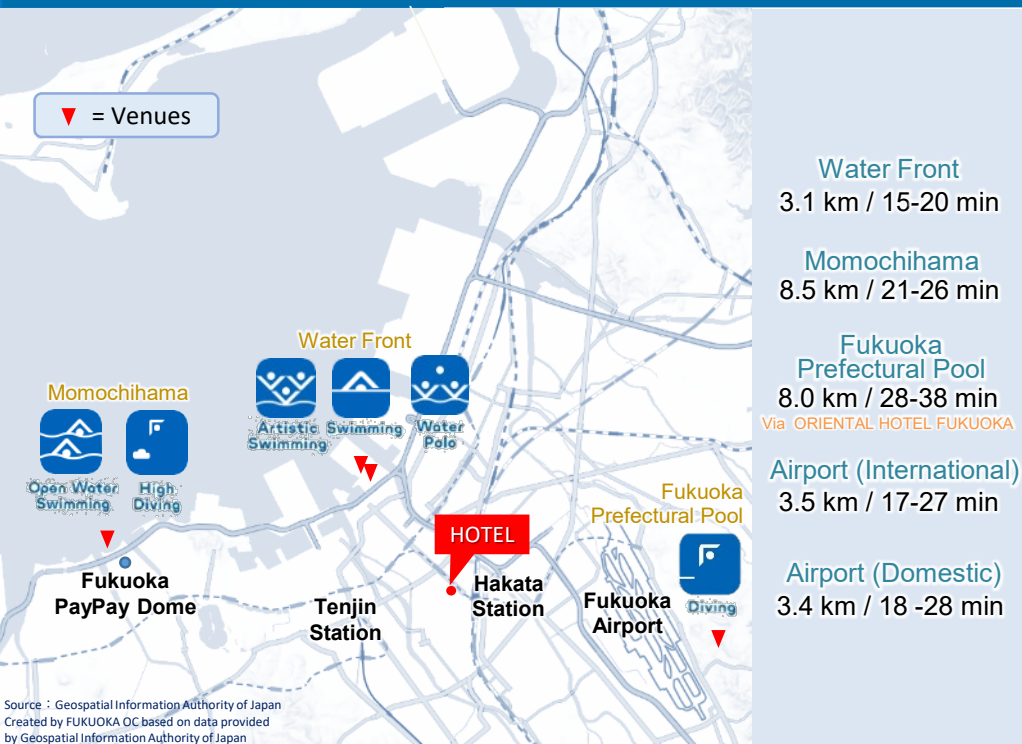 = Venues
Water Front
Artistic
Swimming
Swimming
Water
Polo
Momochihama
Open Water
Swimming
High
Diving
Fukuoka
Prefectural Pool
Diving
HOTEL
Fukuoka
PayPay Dome
Tenjin
Station
Hakata
Station
Fukuoka
Airport
Source：Geospatial Information Authority of Japan
Created by FUKUOKA OC based on data provided
by Geospatial Information Authority of Japan
Water Front
3.1 km / 15-20 min
Momochihama
8.5 km / 21-26 min
Fukuoka
Prefectural Pool
8.0 km / 28-38 min
Via ORIENTAL HOTEL FUKUOKA
Airport (International)
3.5 km / 17-27 min
Airport (Domestic)
3.4 km / 18 -28 min